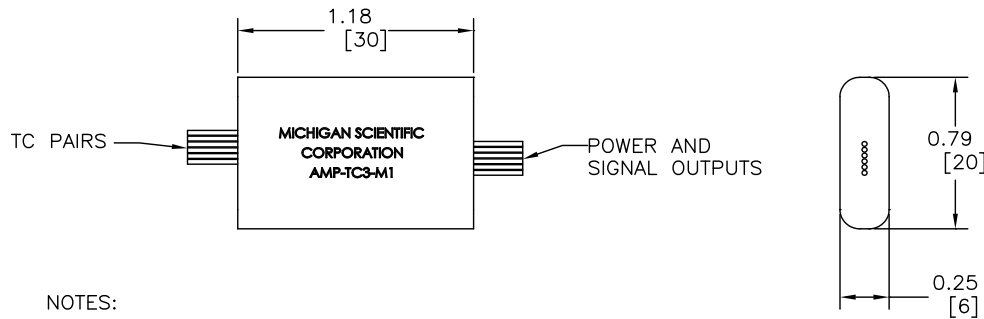 1.18
[30]
TC PAIRS
MICHIGAN SCIENTIFIC
CORPORATION
AMP-TC3-M1
POWER AND
SIGNAL OUTPUTS
0.79
[20]
0.25
[6]
NOTES: